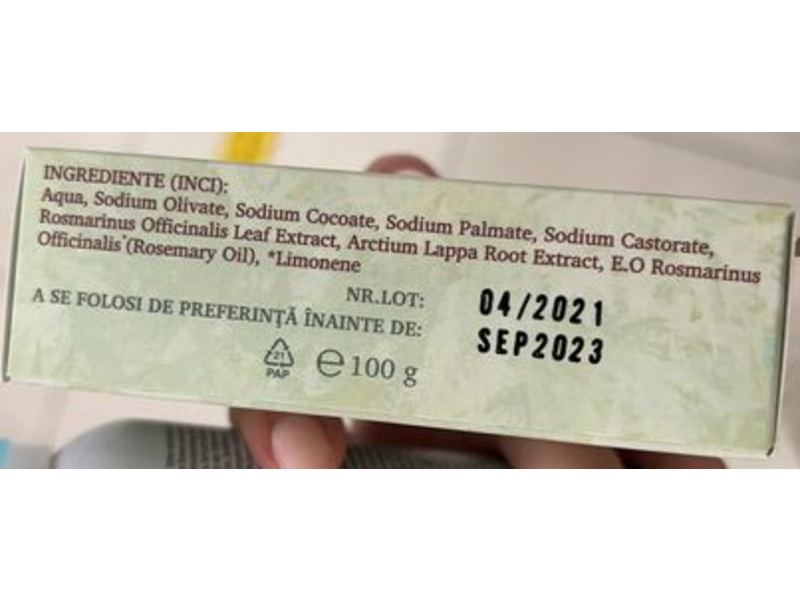 INGREDIENTE (INCI):
Aqua, Sodium Olivate, Sodium Cocoate, Sodium Palmate, Sodium Castorate,
Rosmarinus Officinalis Leaf Extract, Arctium Lappa Root Extract, E.O Rosmarinus
Officinalis (Rosemary Oil), *Limonene
NR.LOT: 04/2021
A SE FOLOSI DE PREFERINȚĂ ÎNAINTE DE: SEP2023
21
PAP
℮ 100 g